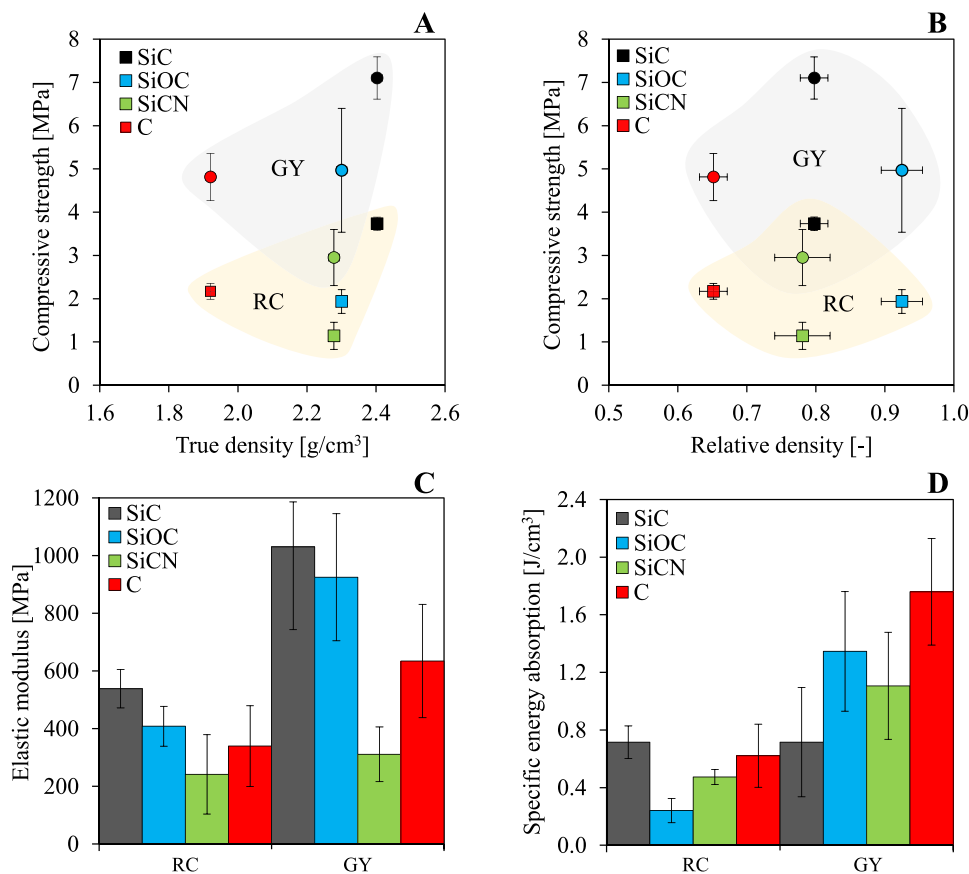 A
Compressive strength [MPa]
8
7
6
5
4
3
2
1
0
SiC
SiOC
SiCN
C
GY
RC
1.6
1.8
2.0
2.2
2.4
2.6
True density [g/cm³]
B
Compressive strength [MPa]
8
7
6
5
4
3
2
1
0
SiC
SiOC
SiCN
C
GY
RC
0.5
0.6
0.7
0.8
0.9
1.0
Relative density [-]
C
Elastic modulus [MPa]
1200
1000
800
600
400
200
0
SiC
SiOC
SiCN
C
RC
GY
D
Specific energy absorption [J/cm³]
2.4
2.0
1.6
1.2
0.8
0.4
0.0
SiC
SiOC
SiCN
C
RC
GY